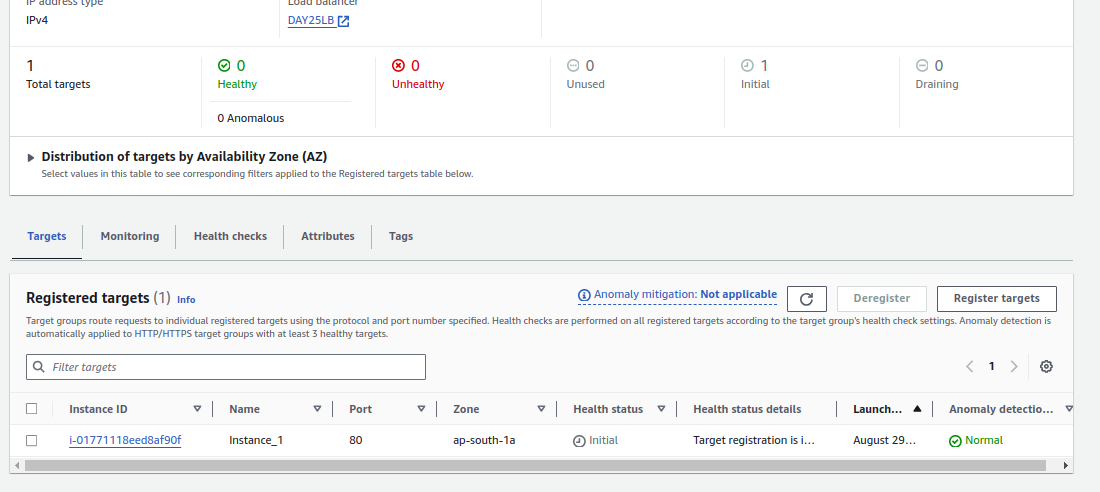 IP address type
Load balancer
IPv4
DAY25LB
1
Total targets
0
Healthy
0 Anomalous
0
Unhealthy
0
Unused
1
Initial
0
Draining
Distribution of targets by Availability Zone (AZ)
Select values in this table to see corresponding filters applied to the Registered targets table below.
Targets
Monitoring
Health checks
Attributes
Tags
Registered targets (1) Info
Anomaly mitigation: Not applicable
Deregister
Register targets
Target groups route requests to individual registered targets using the protocol and port number specified. Health checks are performed on all registered targets according to the target group's health check settings. Anomaly detection is
automatically applied to HTTP/HTTPS target groups with at least 3 healthy targets.
Filter targets
1
Instance ID
Name
Port
Zone
Health status
Health status details
Launch...
Anomaly detectio...
i-01771118eed8af90f
Instance_1
80
ap-south-1a
Initial
Target registration is i...
August 29...
Normal